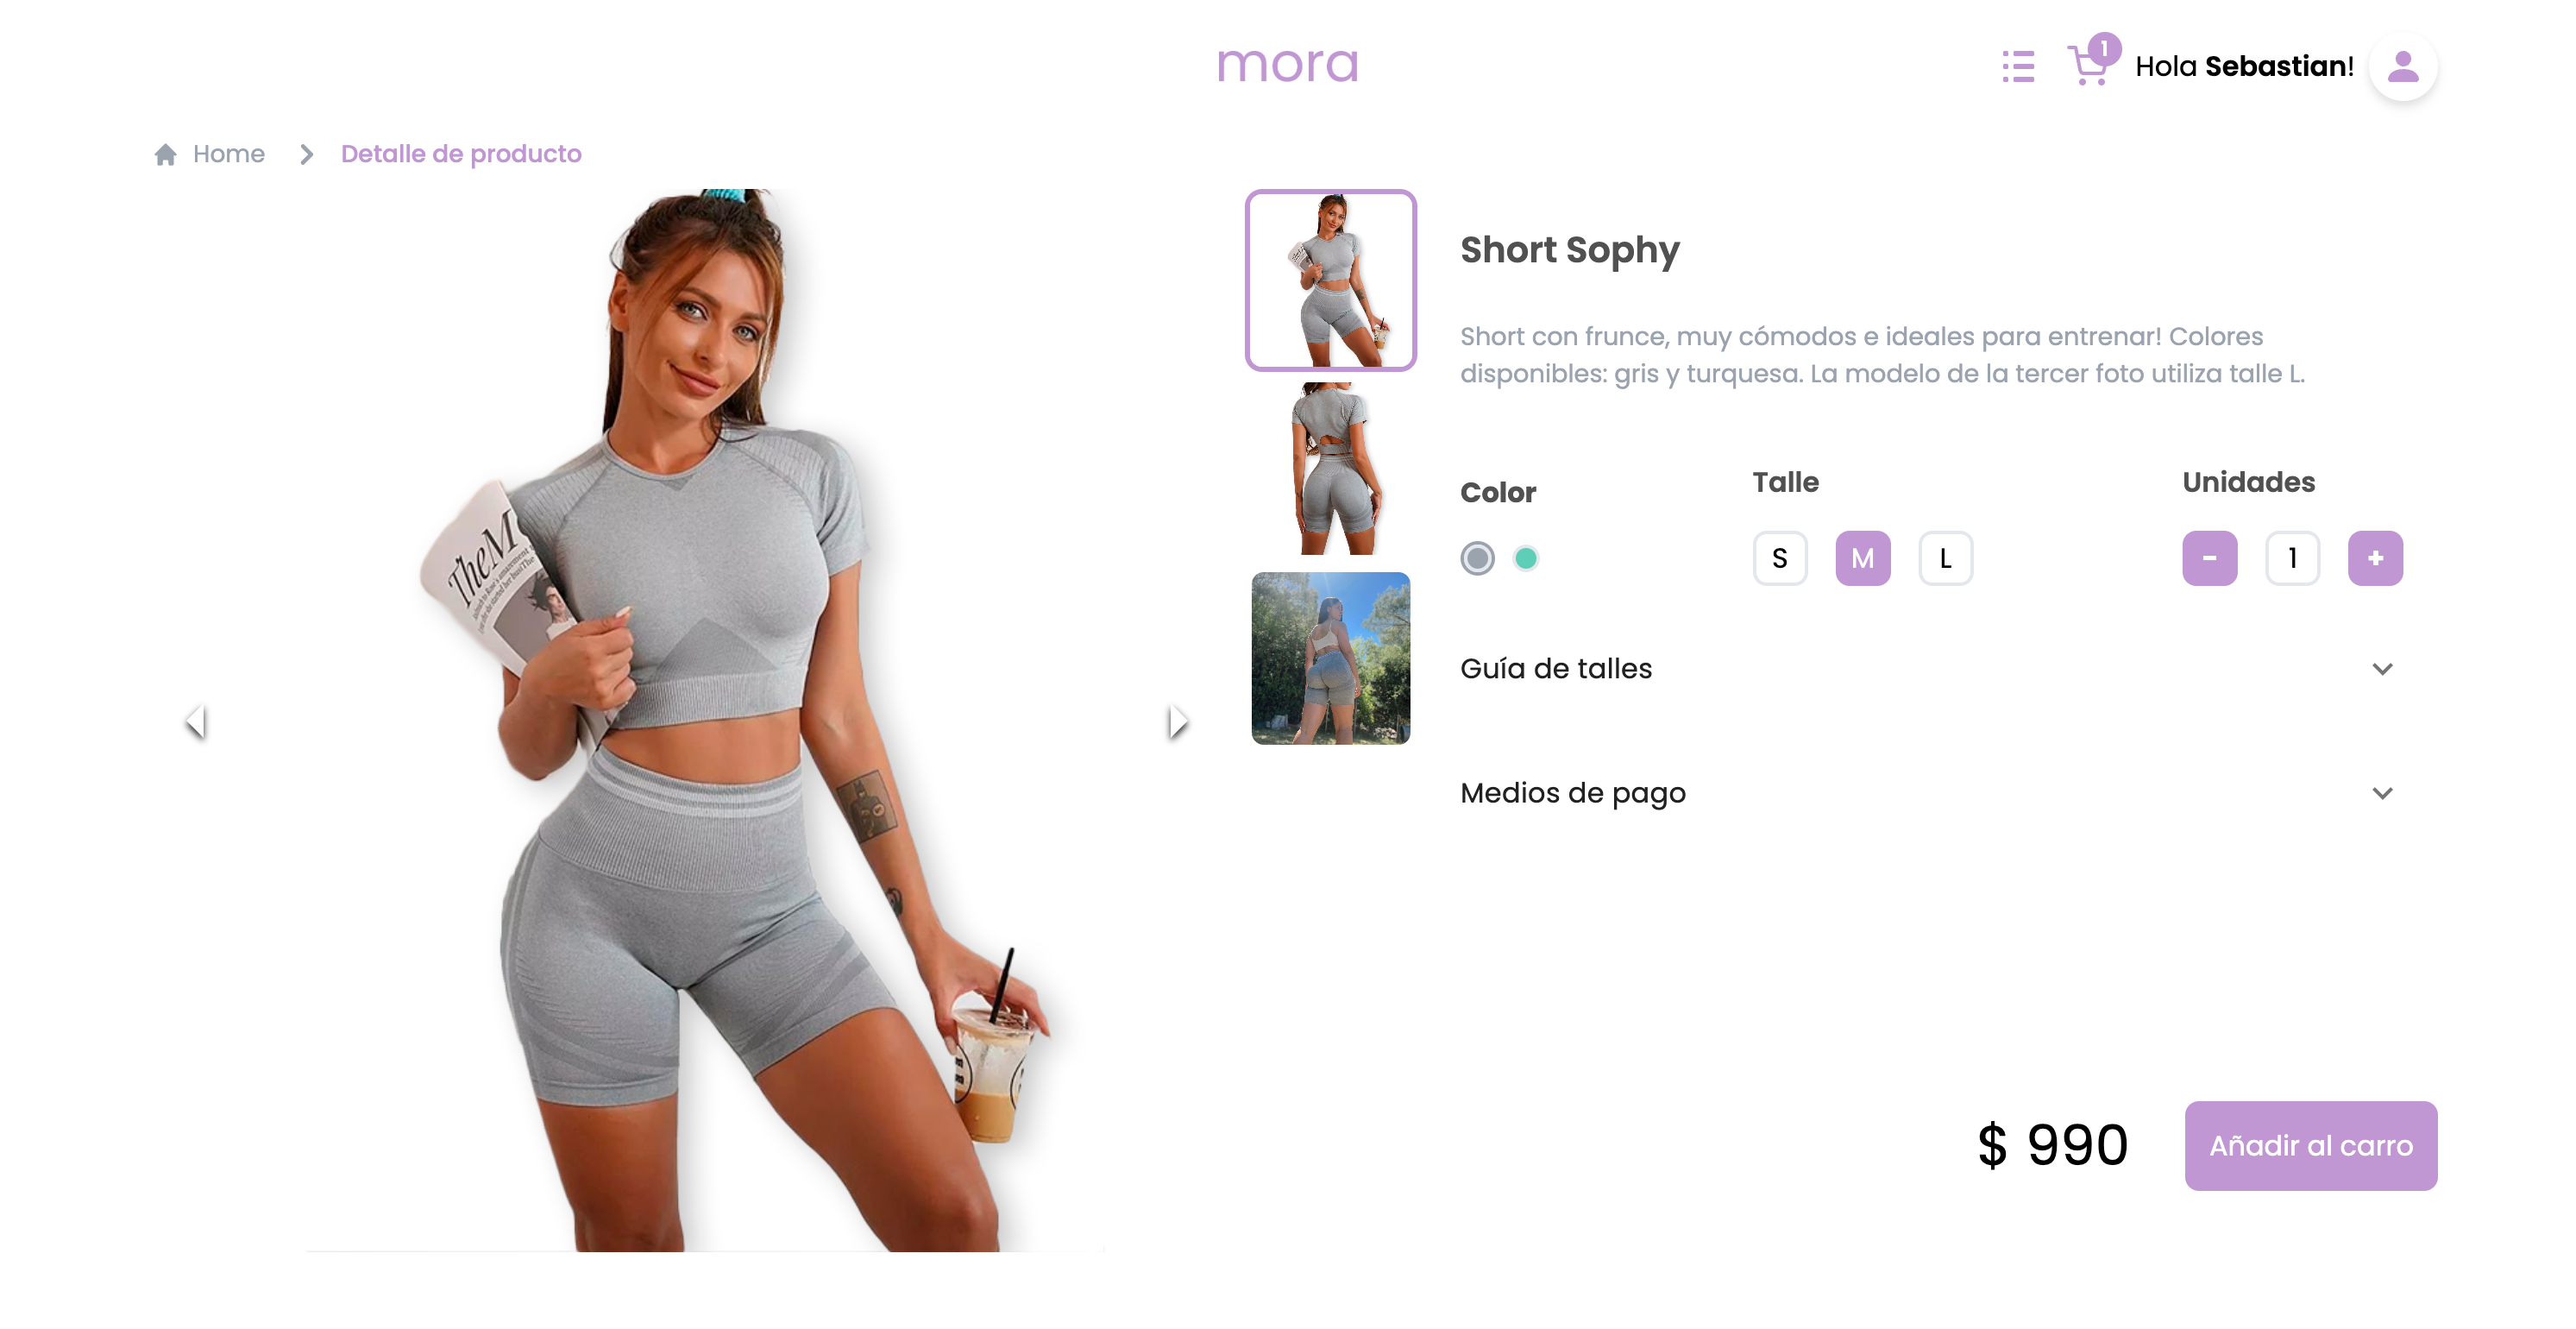 mora
1
Hola Sebastian!
Home
Detalle de producto
Short Sophy
Short con frunce, muy cómodos e ideales para entrenar! Colores
disponibles: gris y turquesa. La modelo de la tercer foto utiliza talle L.
Color
Talle
Unidades
S
M
L
-
1
+
Guía de talles
Medios de pago
$ 990
Añadir al carro
TheM